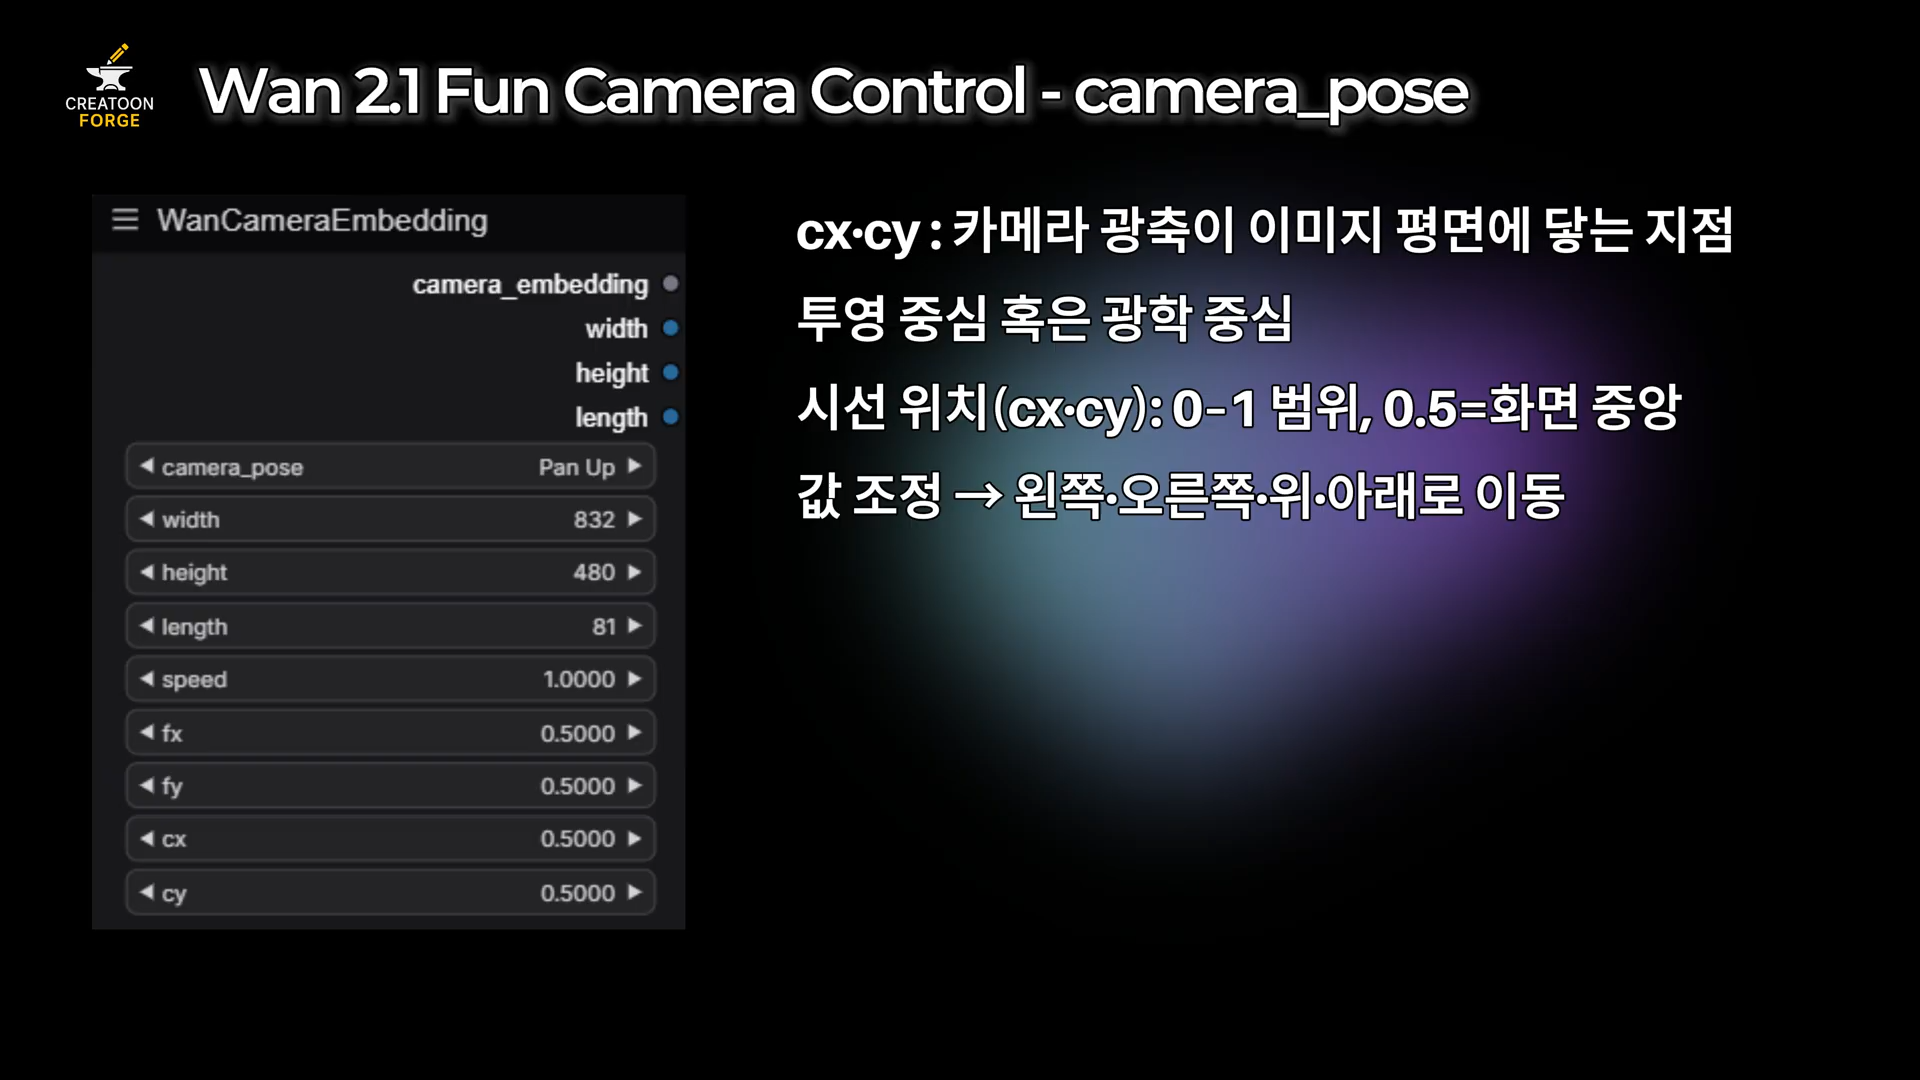 CREATOON
FORGE
Wan 2.1 Fun Camera Control - camera_pose
WanCameraEmbedding
camera_embedding
width
height
length
camera_pose Pan Up
width 832
height 480
length 81
speed 1.0000
fx 0.5000
fy 0.5000
cx 0.5000
cy 0.5000
cx·cy : 카메라 광축이 이미지 평면에 닿는 지점
투영 중심 혹은 광학 중심
시선 위치(cx·cy): 0–1 범위, 0.5=화면 중앙
값 조정 → 왼쪽·오른쪽·위·아래로 이동